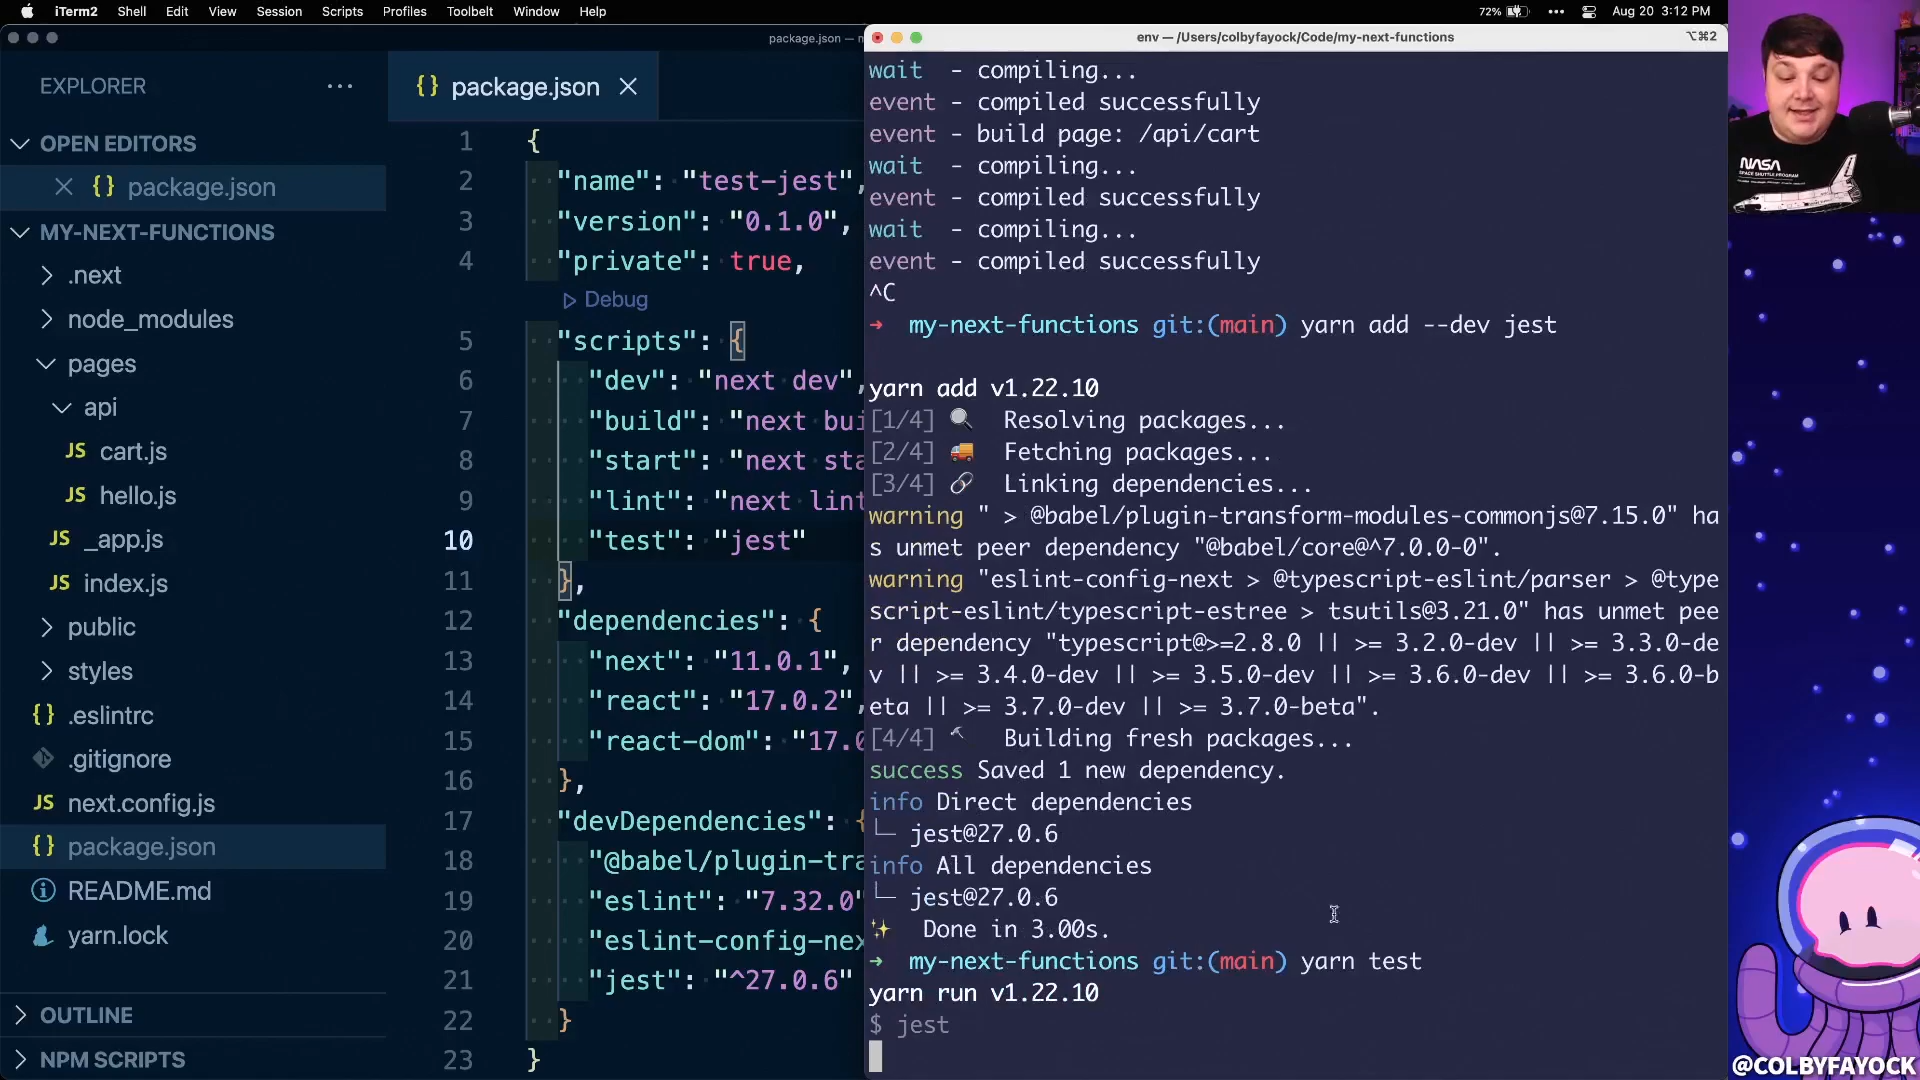 iTerm2 Shell Edit View Session Scripts Profiles Toolbelt Window Help
72% Aug 20 3:12 PM
package.json — m
env — /Users/colbyfayock/Code/my-next-functions
⌥⌘2
EXPLORER
OPEN EDITORS
{} package.json
MY-NEXT-FUNCTIONS
.next
node_modules
pages
api
JS cart.js
JS hello.js
JS _app.js
JS index.js
public
styles
{} .eslintrc
.gitignore
JS next.config.js
{} package.json
README.md
yarn.lock
OUTLINE
NPM SCRIPTS
{} package.json
1 {
2 "name": "test-jest",
3 "version": "0.1.0",
4 "private": true,
Debug
5 "scripts": {
6 "dev": "next dev",
7 "build": "next bui
8 "start": "next sta
9 "lint": "next lint
10 "test": "jest"
11 },
12 "dependencies": {
13 "next": "11.0.1",
14 "react": "17.0.2",
15 "react-dom": "17.0
16 },
17 "devDependencies": {
18 "@babel/plugin-tra
19 "eslint": "7.32.0"
20 "eslint-config-nex
21 "jest": "^27.0.6"
22 }
23 }
wait - compiling...
event - compiled successfully
event - build page: /api/cart
wait - compiling...
event - compiled successfully
wait - compiling...
event - compiled successfully
^C
➜ my-next-functions git:(main) yarn add --dev jest
yarn add v1.22.10
[1/4] 🔍 Resolving packages...
[2/4] 🚚 Fetching packages...
[3/4] 🔗 Linking dependencies...
warning " > @babel/plugin-transform-modules-commonjs@7.15.0" ha
s unmet peer dependency "@babel/core@^7.0.0-0".
warning "eslint-config-next > @typescript-eslint/parser > @type
script-eslint/typescript-estree > tsutils@3.21.0" has unmet pee
r dependency "typescript@>=2.8.0 || >= 3.2.0-dev || >= 3.3.0-de
v || >= 3.4.0-dev || >= 3.5.0-dev || >= 3.6.0-dev || >= 3.6.0-b
eta || >= 3.7.0-dev || >= 3.7.0-beta".
[4/4] 🔨 Building fresh packages...
success Saved 1 new dependency.
info Direct dependencies
└─ jest@27.0.6
info All dependencies
└─ jest@27.0.6
✨ Done in 3.00s.
➜ my-next-functions git:(main) yarn test
yarn run v1.22.10
$ jest
NASA
SPACE SHUTTLE PROGRAM
@COLBYFAYOCK